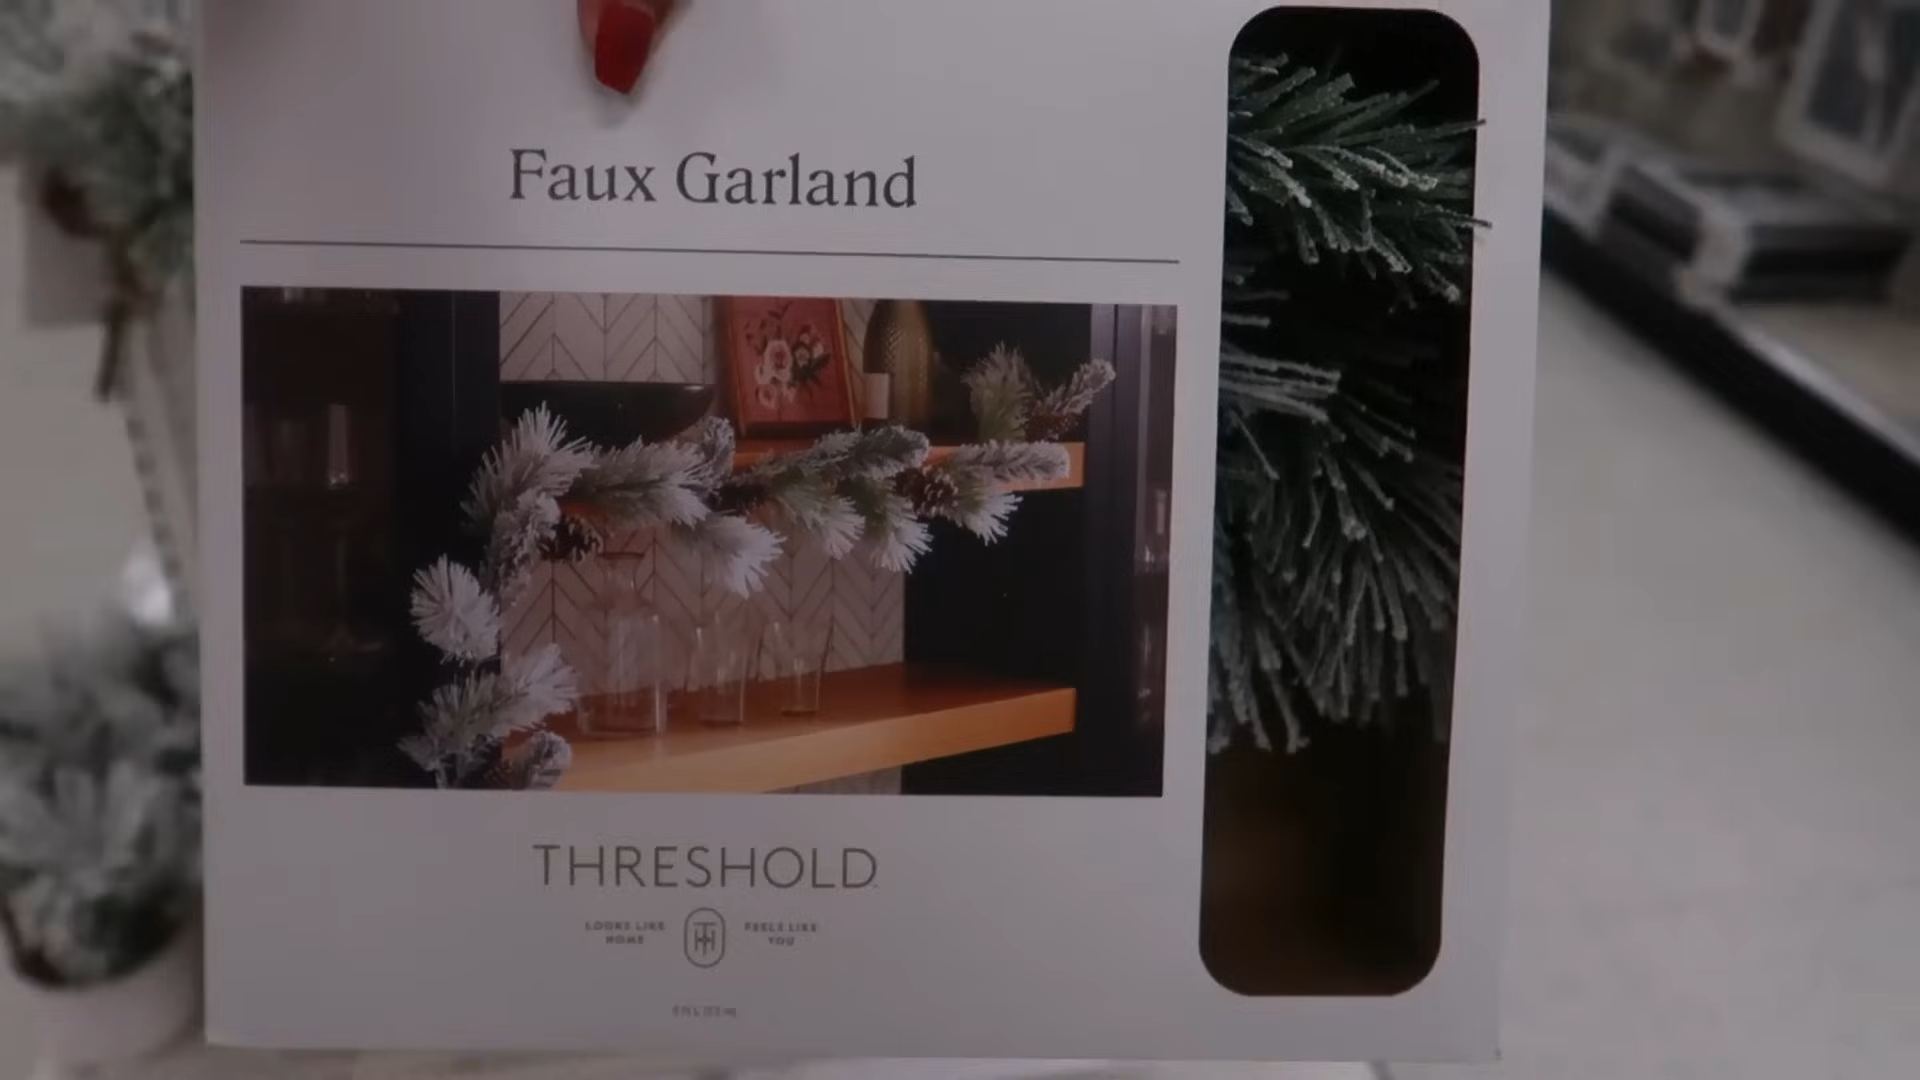 Faux Garland
THRESHOLD
LOOKS LIKE
HOME
FEELS LIKE
YOU